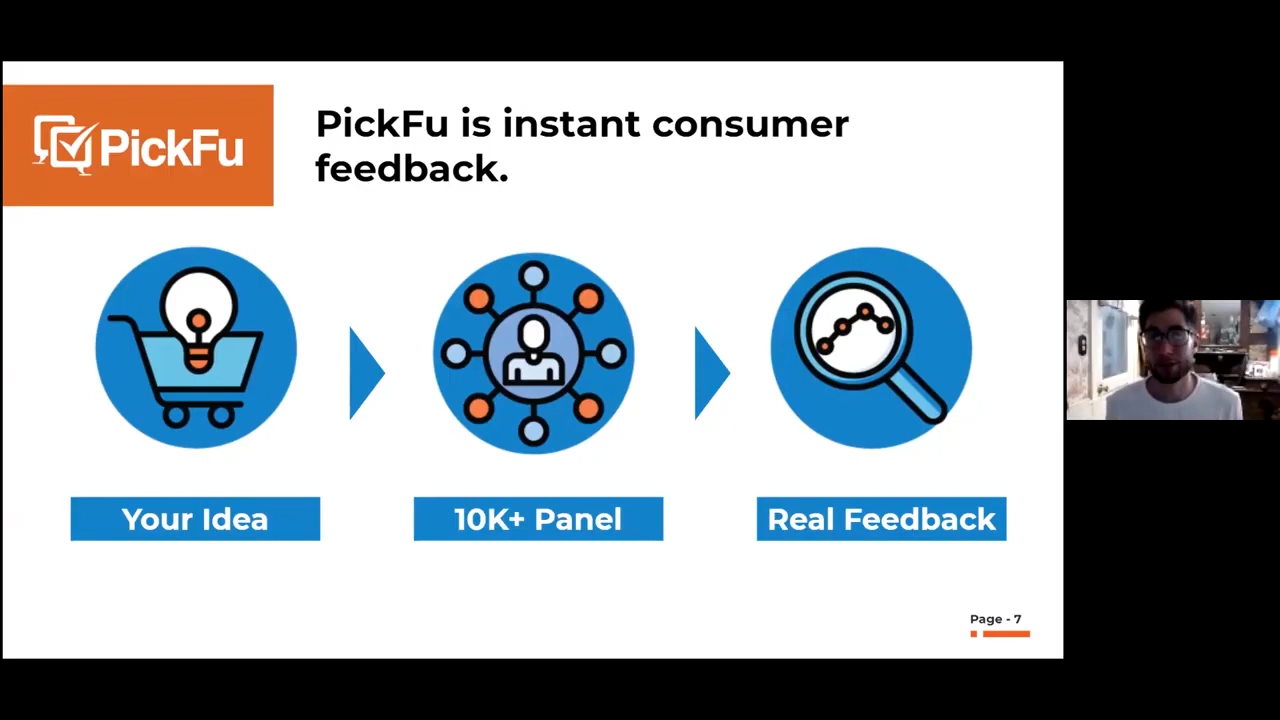 PickFu
PickFu is instant consumer
feedback.
Your Idea
10K+ Panel
Real Feedback
Page - 7